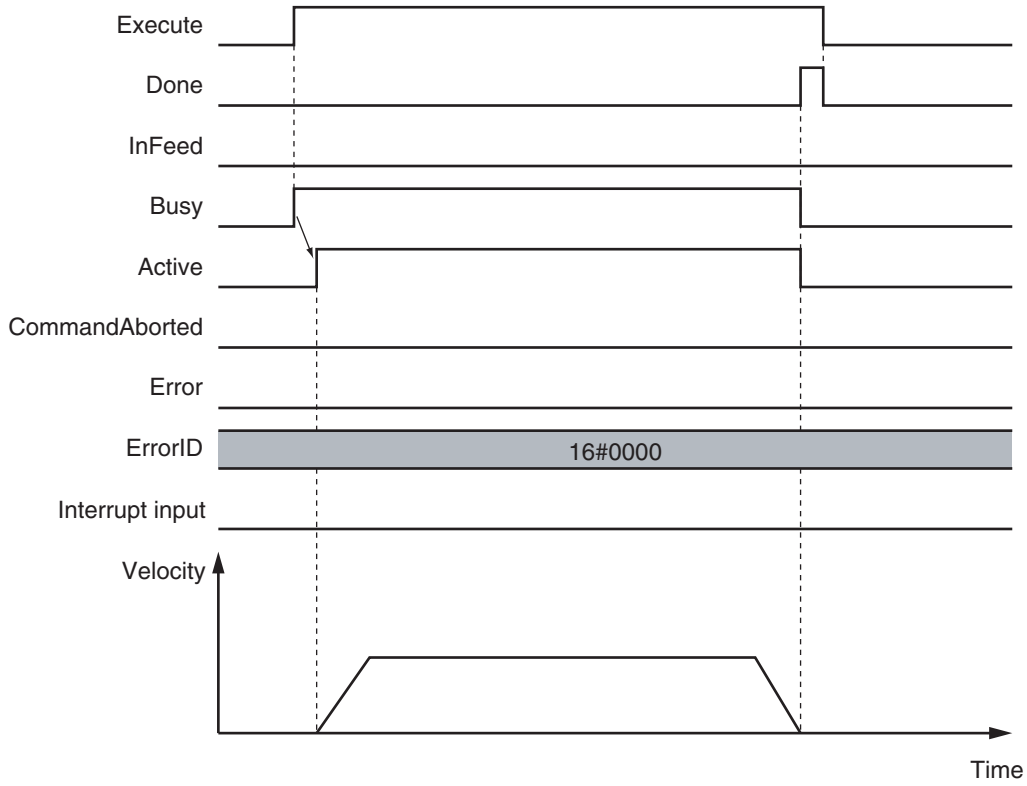 Execute
Done
InFeed
Busy
Active
CommandAborted
Error
ErrorID
16#0000
Interrupt input
Velocity
Time